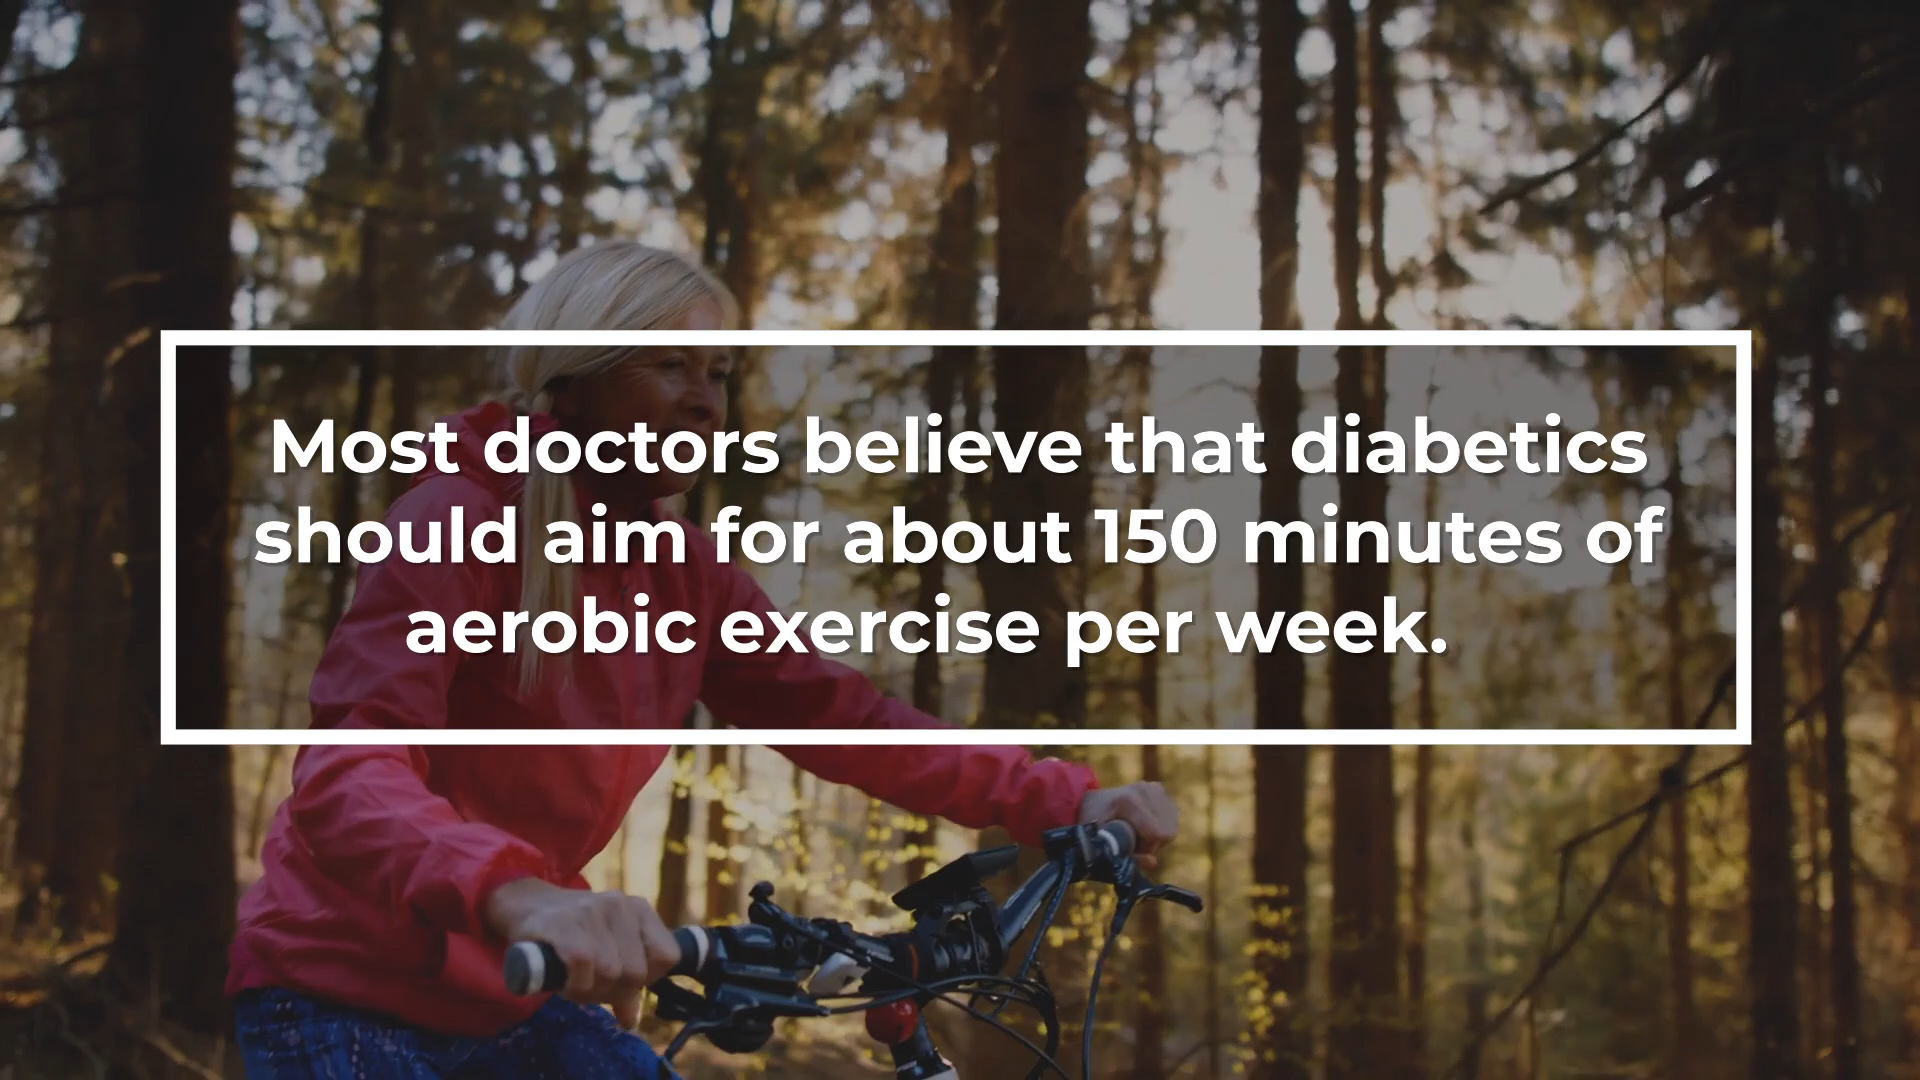 Most doctors believe that diabetics
should aim for about 150 minutes of
aerobic exercise per week.